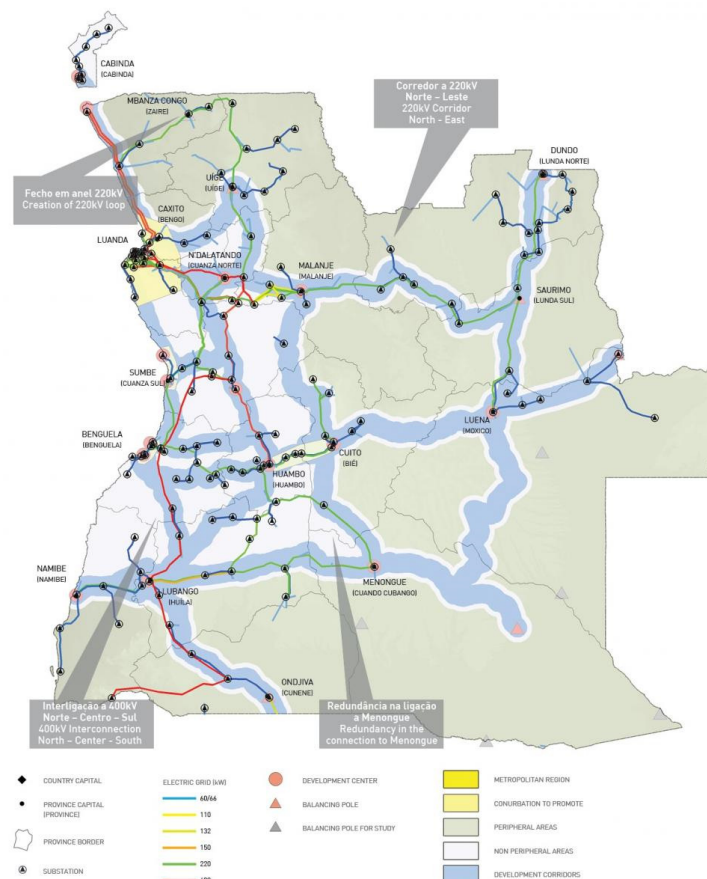 CABINDA
(CABINDA)
MBANZA CONGO
(ZAIRE)
Corredor a 220kV
Norte – Leste
220kV Corridor
North - East
DUNDO
(LUNDA NORTE)
Fecho em anel 220kV
Creation of 220kV loop
UÍGE
(UÍGE)
CAXITO
(BENGO)
LUANDA
N'DALATANDO
(CUANZA NORTE)
MALANJE
(MALANJE)
SAURIMO
(LUNDA SUL)
SUMBE
(CUANZA SUL)
LUENA
(MOXICO)
BENGUELA
(BENGUELA)
CUITO
(BIÉ)
HUAMBO
(HUAMBO)
NAMIBE
(NAMIBE)
LUBANGO
(HUÍLA)
MENONGUE
(CUANDO CUBANGO)
ONDJIVA
(CUNENE)
Interligação a 400kV
Norte – Centro – Sul
400kV Interconnection
North – Center - South
Redundância na ligação
a Menongue
Redundancy in the
connection to Menongue
COUNTRY CAPITAL
PROVINCE CAPITAL
(PROVINCE)
PROVINCE BORDER
SUBSTATION
ELECTRIC GRID (kW)
60/66
110
132
150
220
DEVELOPMENT CENTER
BALANCING POLE
BALANCING POLE FOR STUDY
METROPOLITAN REGION
CONURBATION TO PROMOTE
PERIPHERAL AREAS
NON PERIPHERAL AREAS
DEVELOPMENT CORRIDORS